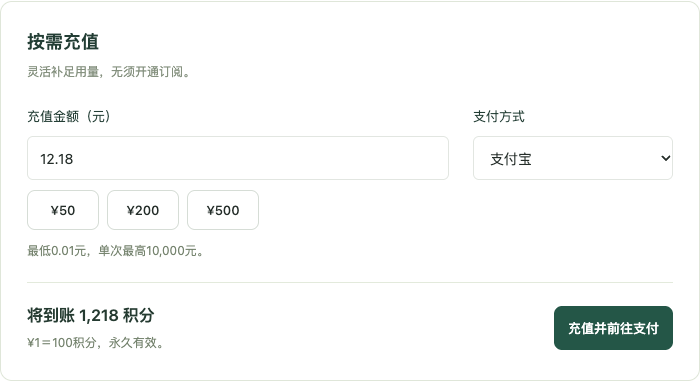 按需充值
灵活补足用量，无须开通订阅。
充值金额（元）
支付方式
12.18
支付宝
¥50
¥200
¥500
最低0.01元，单次最高10,000元。
将到账 1,218 积分
¥1＝100积分，永久有效。
充值并前往支付